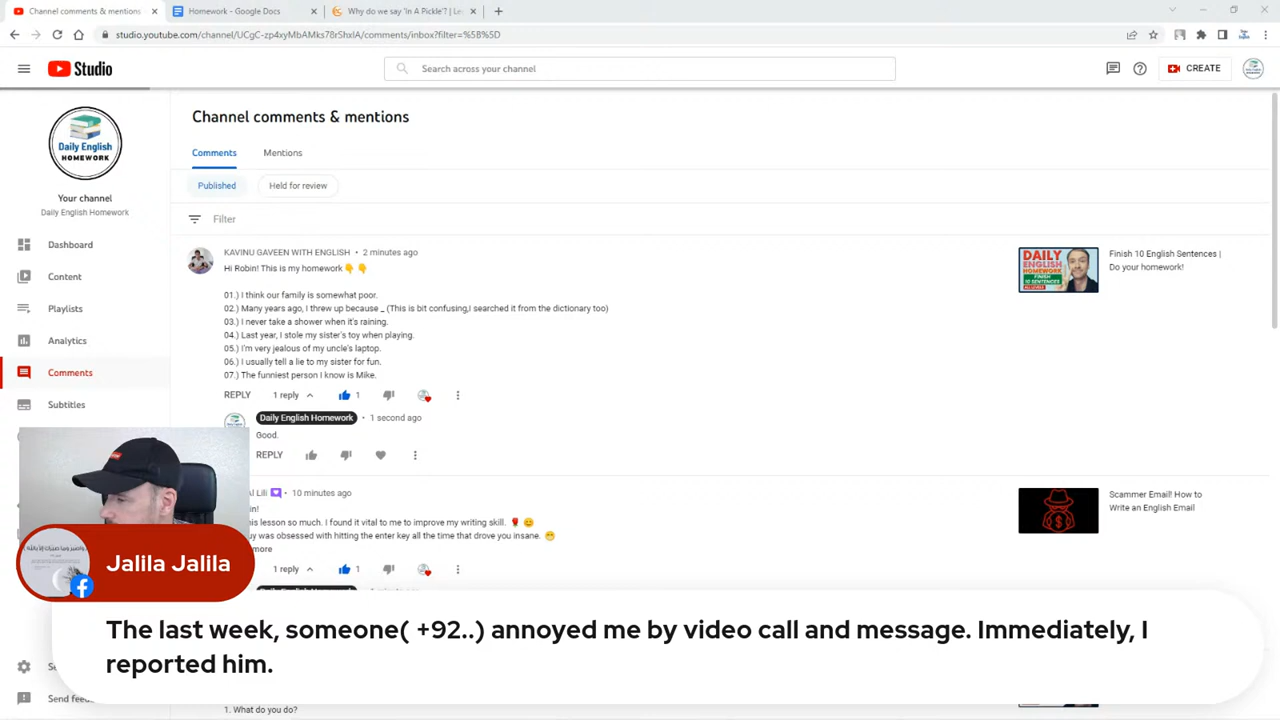 Channel comments & mentions
Homework - Google Docs
Why do we say 'In A Pickle'? | Le
studio.youtube.com/channel/UCgC-zp4xyMbAMks78rShxlA/comments/inbox?filter=%5B%5D
Studio
Search across your channel
CREATE
Daily English
HOMEWORK
Your channel
Daily English Homework
Dashboard
Content
Playlists
Analytics
Comments
Subtitles
Channel comments & mentions
Comments
Mentions
Published
Held for review
Filter
KAVINU GAVEEN WITH ENGLISH • 2 minutes ago
Hi Robin! This is my homework👇 👇
01.) I think our family is somewhat poor.
02.) Many years ago, I threw up because _ (This is bit confusing,i searched it from the dictionary too)
03.) I never take a shower when it's raining.
04.) Last year, I stole my sister's toy when playing.
05.) I'm very jealous of my uncle's laptop.
06.) I usually tell a lie to my sister for fun.
07.) The funniest person I know is Mike.
REPLY
1 reply
1
Daily English Homework • 1 second ago
Good.
REPLY
DAILY
ENGLISH
HOMEWORK
FINISH
10 SENTENCES
Finish 10 English Sentences |
Do your homework!
Lili • 10 minutes ago
lesson so much. I found it vital to me to improve my writing skill. 🌹 😊
was obsessed with hitting the enter key all the time that drove you insane. 😁
1 reply
1
Scammer Email! How to
Write an English Email
Jalila Jalila
The last week, someone( +92..) annoyed me by video call and message. Immediately, I
reported him.
1. What do you do?